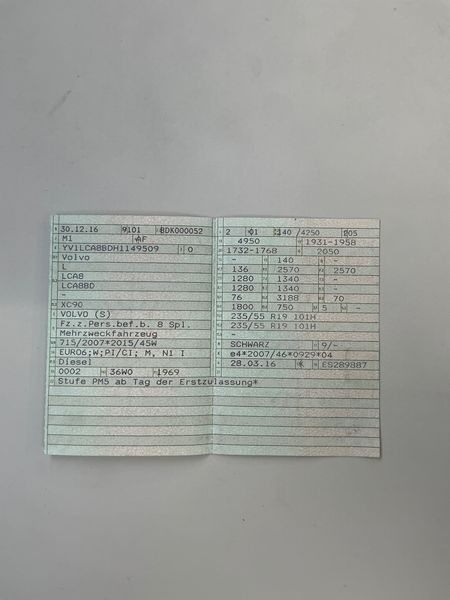 30.12.16 9101 BDK000052
M1 AF
YV1LCA8BDH1149509 0
Volvo
L
LCA8
LCA8BD
-
XC90
VOLVO (S)
Fz.z.Pers.bef.b. 8 Spl.
Mehrzweckfahrzeug
715/2007*2015/45W
EURO6;W;PI/CI; M, N1 I
Diesel
0002 36W0 1969
Stufe PM5 ab Tag der Erstzulassung*
2 01 140 /4250 205
4950 1931-1958
1732-1768 2050
- 140 - -
136 2570 2570
1280 1340 -
1280 1340 -
76 3188 70
1800 750 5 -
235/55 R19 101H
235/55 R19 101H
-
SCHWARZ 9/-
e4*2007/46*0929*04
28.03.16 K ES289887